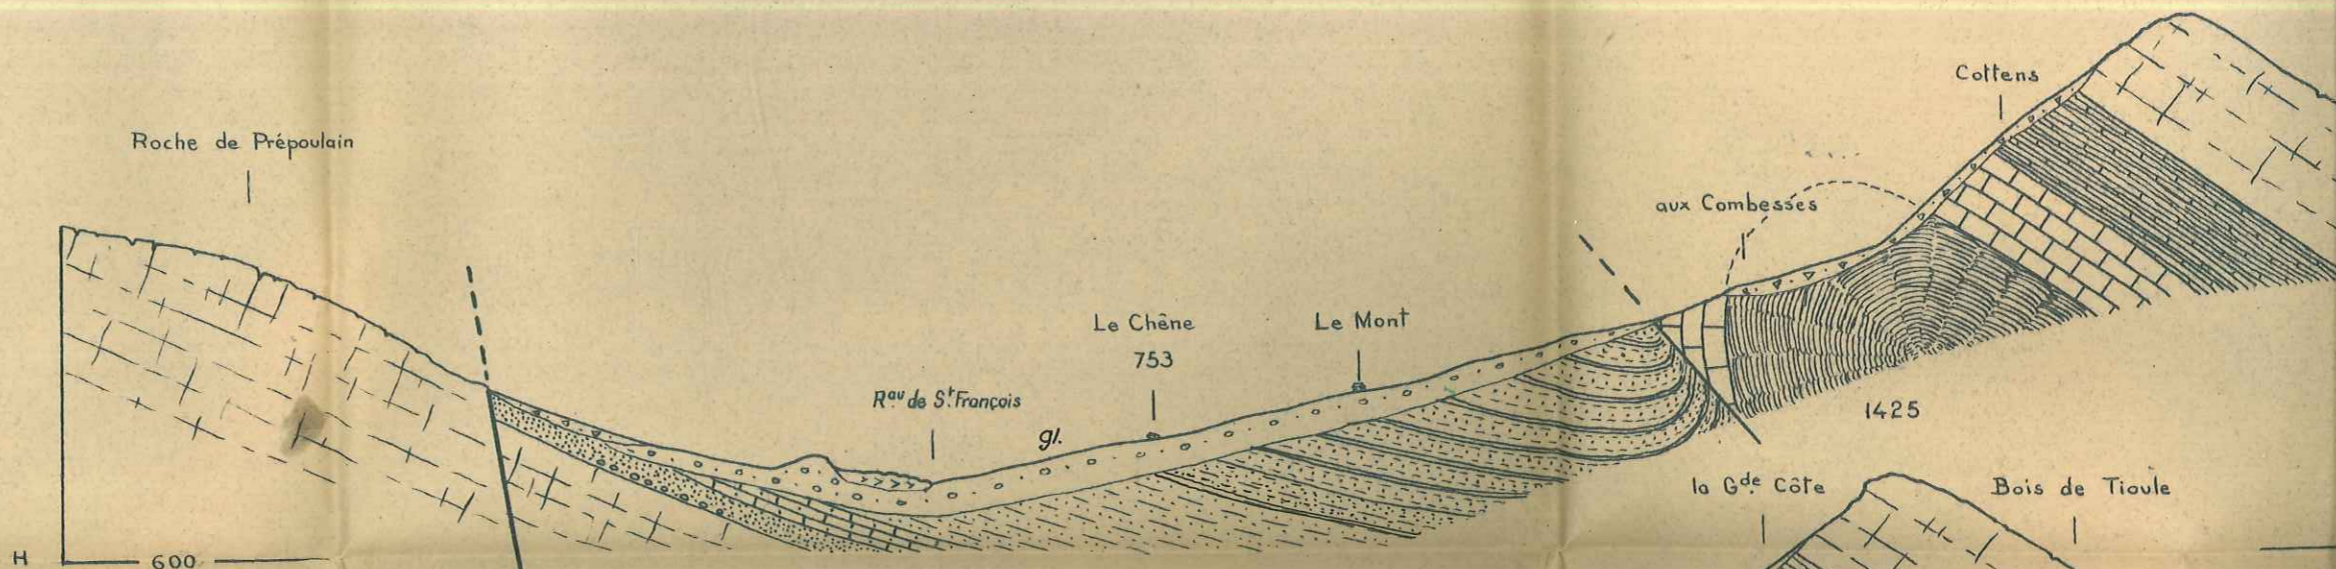 Cottens
Roche de Prépoulain
aux Combesses
Le Chêne
753
Le Mont
R.au de St. François
gl.
1425
la Gde. Côte
Bois de Tioule
H
600